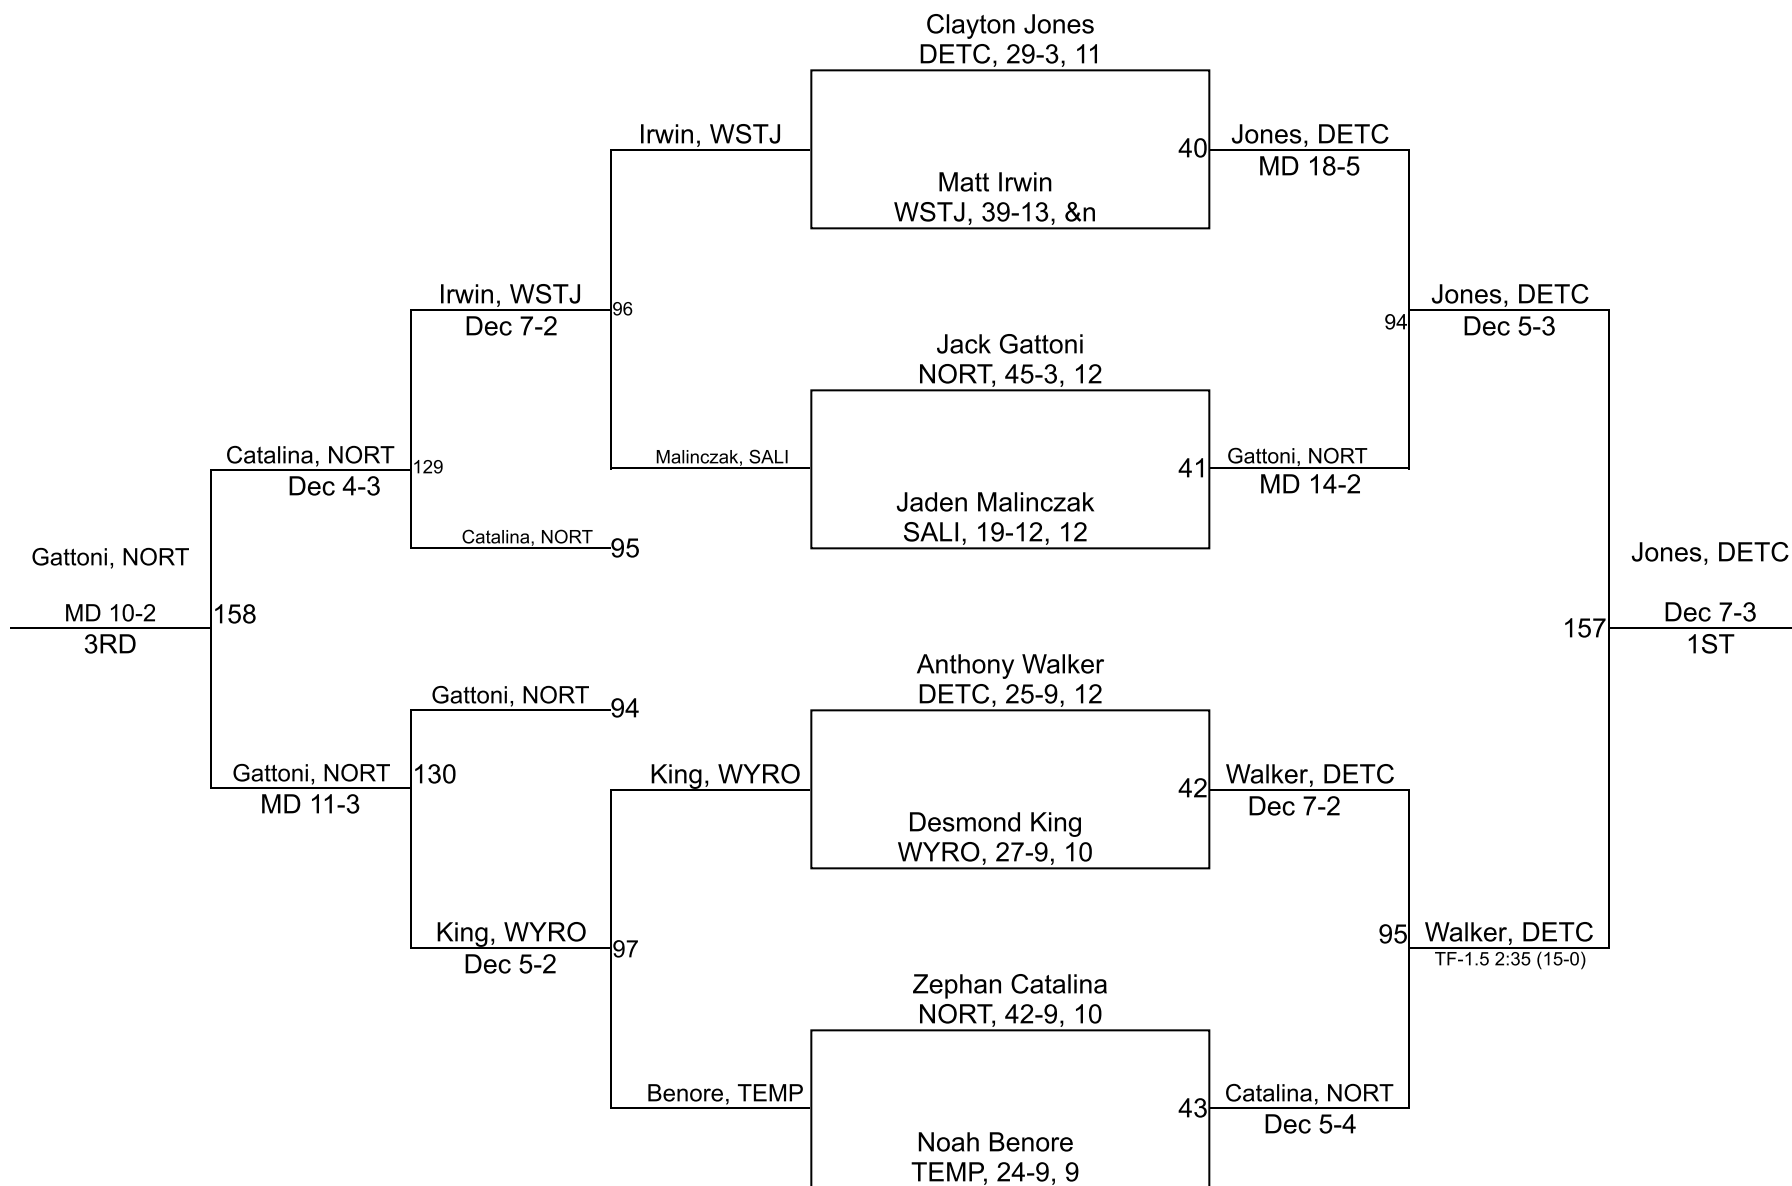 Clayton Jones
DETC, 29-3, 11
Irwin, WSTJ
40
Jones, DETC
MD 18-5
Matt Irwin
WSTJ, 39-13, &n
Irwin, WSTJ
Dec 7-2
96
94
Jones, DETC
Dec 5-3
Jack Gattoni
NORT, 45-3, 12
Catalina, NORT
Dec 4-3
129
Malinczak, SALI
41
Gattoni, NORT
MD 14-2
Jaden Malinczak
SALI, 19-12, 12
Catalina, NORT
95
Gattoni, NORT
MD 10-2
3RD
158
Jones, DETC
157
Dec 7-3
1ST
Anthony Walker
DETC, 25-9, 12
Gattoni, NORT
94
Gattoni, NORT
MD 11-3
130
King, WYRO
42
Walker, DETC
Dec 7-2
Desmond King
WYRO, 27-9, 10
King, WYRO
Dec 5-2
97
95
Walker, DETC
TF-1.5 2:35 (15-0)
Zephan Catalina
NORT, 42-9, 10
Benore, TEMP
43
Catalina, NORT
Dec 5-4
Noah Benore
TEMP, 24-9, 9